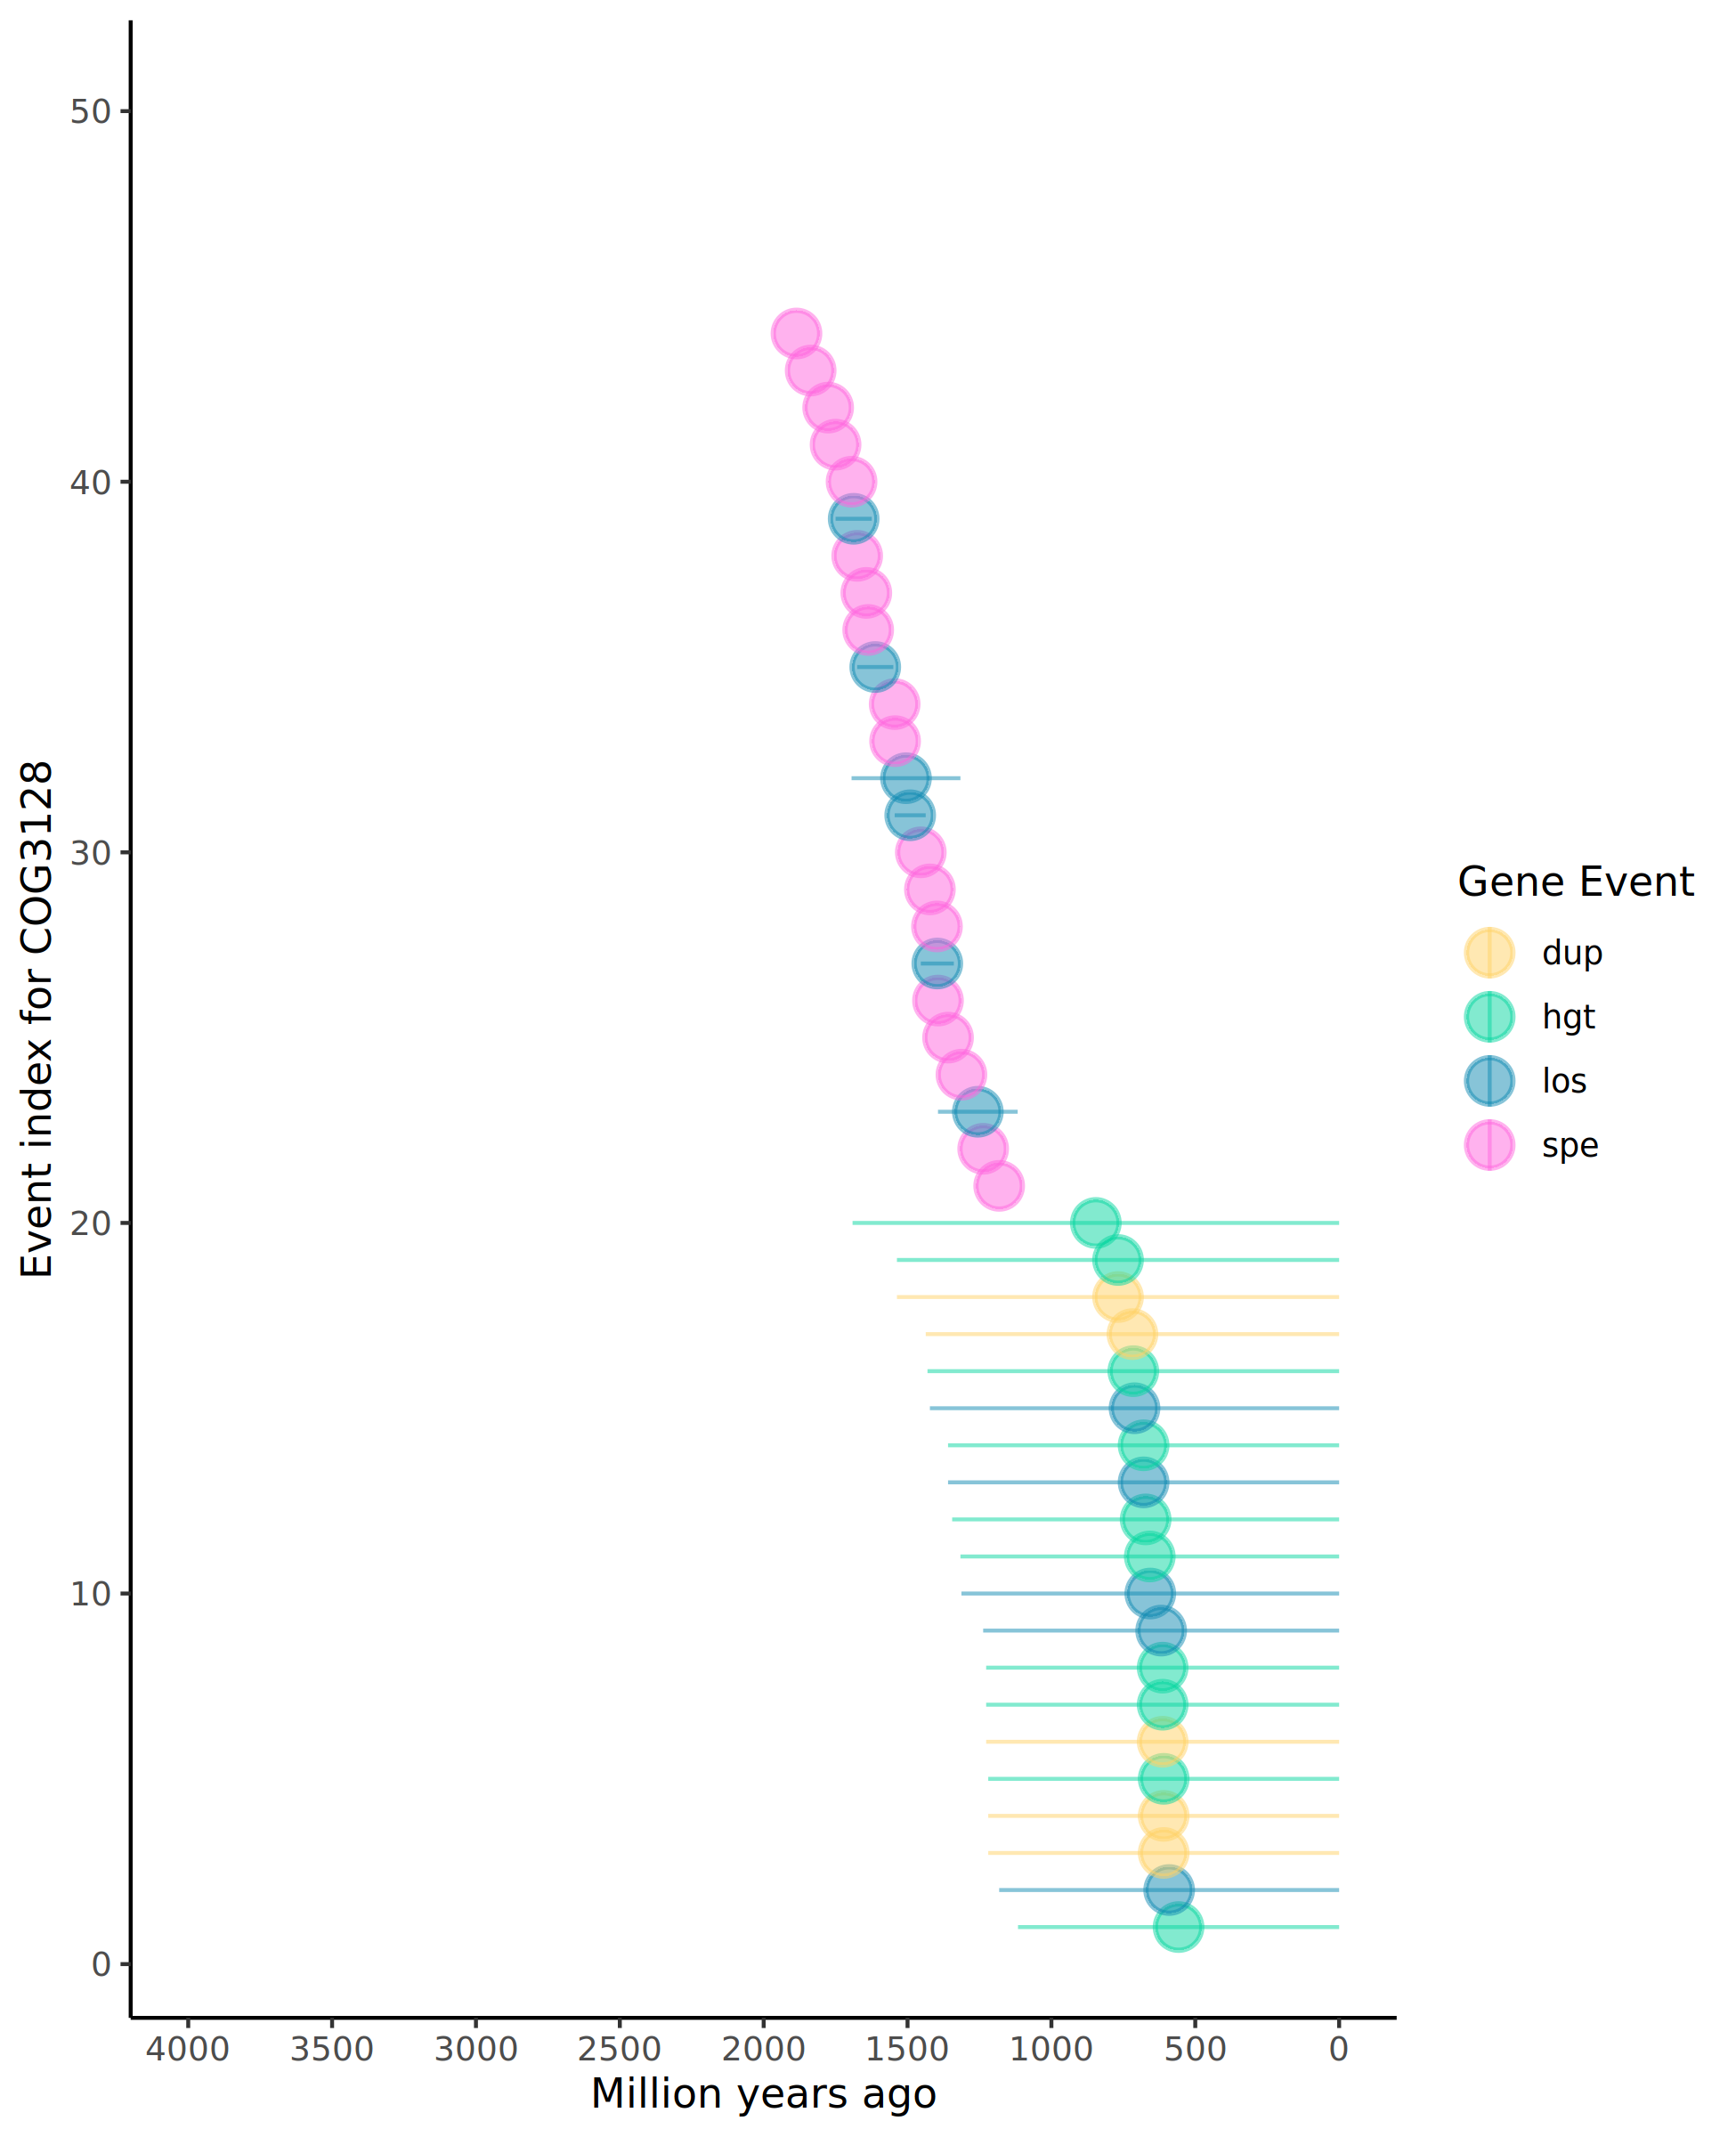 Event index for COG3128
50
40
30
20
10
0
4000 3500 3000 2500 2000 1500 1000 500 0
Million years ago
Gene Event
dup
hgt
los
spe